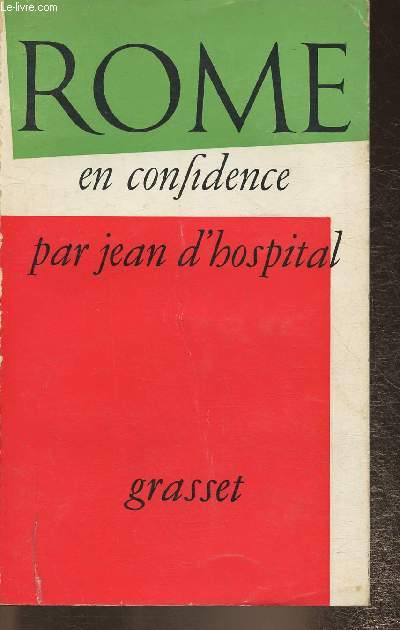 Le-livre.com
ROME
en confidence
par jean d'hospital
grasset